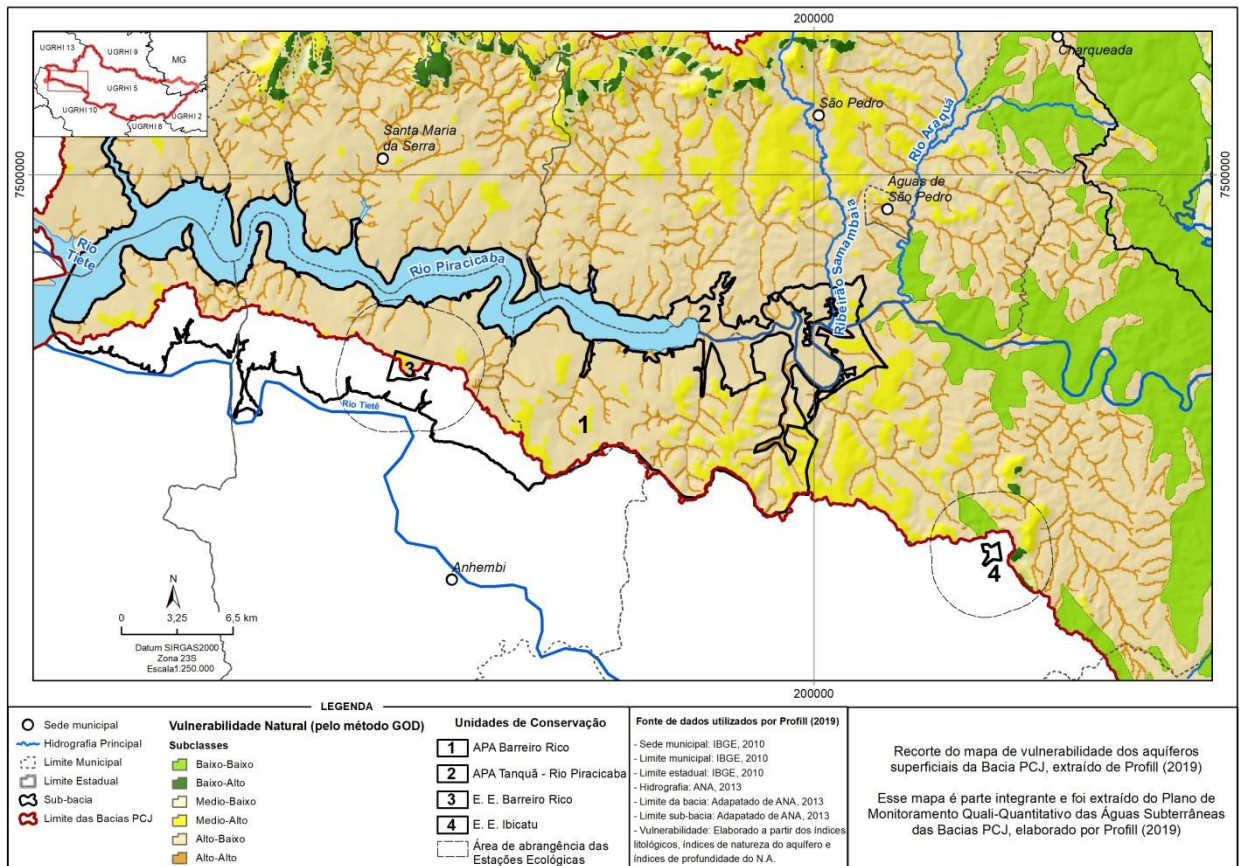 200000
UGRHI 13
UGRHI 9
MG
UGRHI 5
UGRHI 10
UGRHI 2
UGRHI 6
Charqueada
São Pedro
Santa Maria
da Serra
Rio Araquá
7500000
7500000
Águas de
São Pedro
Rio
Tiete
Rio Piracicaba
Ribeirão Samambaia
2
3
Rio Tietê
1
4
Anhembi
N
0 3,25 6,5 km
Datum SIRGAS2000
Zona 23S
Escala1:250.000
200000
LEGENDA
Sede municipal
Hidrografia Principal
Limite Municipal
Limite Estadual
Sub-bacia
Limite das Bacias PCJ
Vulnerabilidade Natural (pelo método GOD)
Subclasses
Baixo-Baixo
Baixo-Alto
Medio-Baixo
Medio-Alto
Alto-Baixo
Alto-Alto
Unidades de Conservação
1 APA Barreiro Rico
2 APA Tanquã - Rio Piracicaba
3 E. E. Barreiro Rico
4 E. E. Ibicatu
Área de abrangência das
Estações Ecológicas
Fonte de dados utilizados por Profill (2019)
- Sede municipal: IBGE, 2010
- Limite municipal: IBGE, 2010
- Limite estadual: IBGE, 2010
- Hidrografia: ANA, 2013
- Limite da bacia: Adapatado de ANA, 2013
- Limite sub-bacia: Adapatado de ANA, 2013
- Vulnerabilidade: Elaborado a partir dos índices
litológicos, índices de natureza do aquífero e
índices de profundidade do N.A.
Recorte do mapa de vulnerabilidade dos aquíferos
superficiais da Bacia PCJ, extraído de Profill (2019)
Esse mapa é parte integrante e foi extraído do Plano de
Monitoramento Quali-Quantitativo das Águas Subterrâneas
das Bacias PCJ, elaborado por Profill (2019)